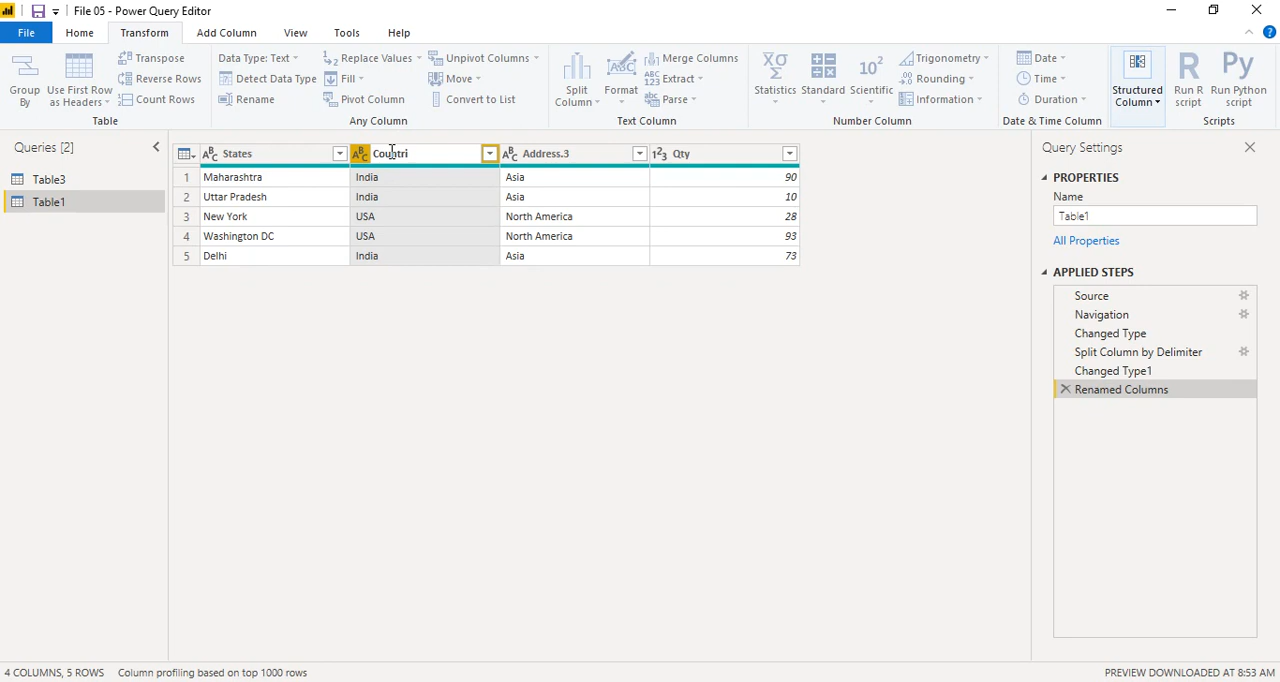 File 05 - Power Query Editor
File Home Transform Add Column View Tools Help
Group By
Use First Row as Headers
Transpose
Reverse Rows
Count Rows
Table
Data Type: Text
Detect Data Type
Rename
Replace Values
Fill
Pivot Column
Unpivot Columns
Move
Convert to List
Any Column
Split Column
Format
Merge Columns
Extract
Parse
Text Column
Statistics
Standard
Scientific
Trigonometry
Rounding
Information
Number Column
Date
Time
Duration
Date & Time Column
Structured Column
Run R script
Run Python script
Scripts
Queries [2]
Table3
Table1
States Countri Address.3 Qty
1 Maharashtra India Asia 90
2 Uttar Pradesh India Asia 10
3 New York USA North America 28
4 Washington DC USA North America 93
5 Delhi India Asia 73
Query Settings
PROPERTIES
Name
Table1
All Properties
APPLIED STEPS
Source
Navigation
Changed Type
Split Column by Delimiter
Changed Type1
Renamed Columns
4 COLUMNS, 5 ROWS Column profiling based on top 1000 rows
PREVIEW DOWNLOADED AT 8:53 AM